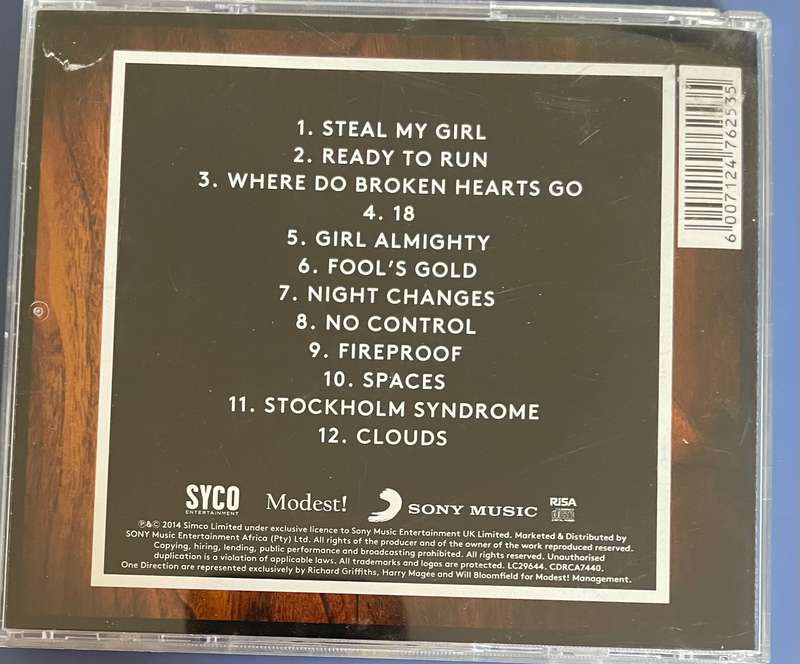 1. STEAL MY GIRL
2. READY TO RUN
3. WHERE DO BROKEN HEARTS GO
4. 18
5. GIRL ALMIGHTY
6. FOOL'S GOLD
7. NIGHT CHANGES
8. NO CONTROL
9. FIREPROOF
10. SPACES
11. STOCKHOLM SYNDROME
12. CLOUDS
6 007124 762535
SYCO
ENTERTAINMENT
Modest!
SONY MUSIC
RiSA
℗&© 2014 Simco Limited under exclusive licence to Sony Music Entertainment UK Limited. Marketed & Distributed by
SONY Music Entertainment Africa (Pty) Ltd. All rights of the producer and of the owner of the work reproduced reserved.
Copying, hiring, lending, public performance and broadcasting prohibited. All rights reserved. Unauthorised
duplication is a violation of applicable laws. All trademarks and logos are protected. LC29644. CDRCA7440.
One Direction are represented exclusively by Richard Griffiths, Harry Magee and Will Bloomfield for Modest! Management.